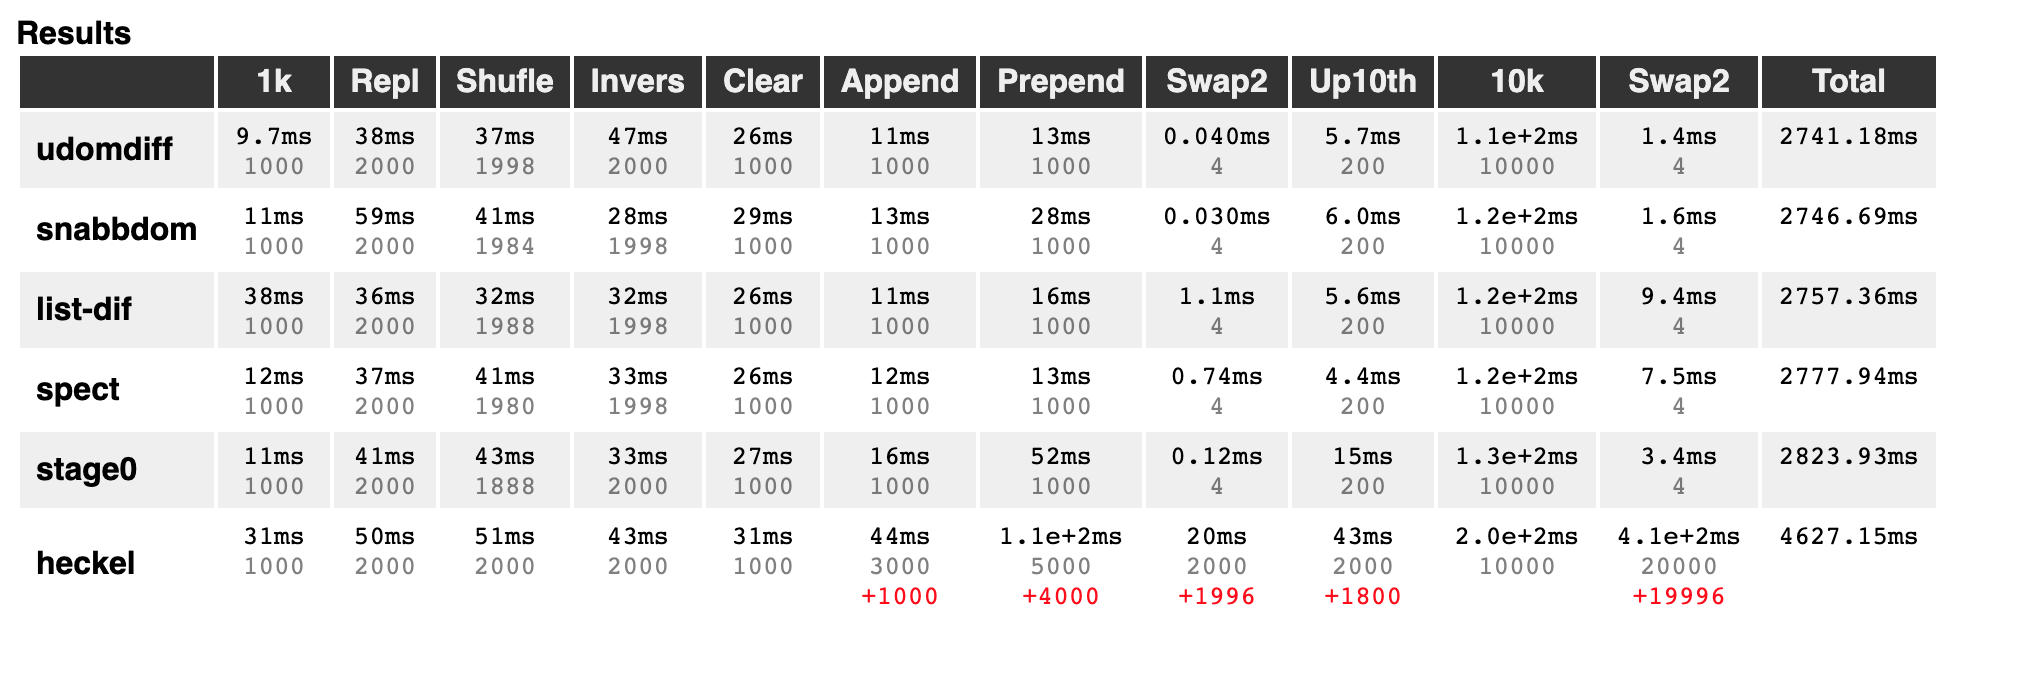 Results
1k Repl Shufle Invers Clear Append Prepend Swap2 Up10th 10k Swap2 Total
udomdiff 9.7ms 38ms 37ms 47ms 26ms 11ms 13ms 0.040ms 5.7ms 1.1e+2ms 1.4ms 2741.18ms
1000 2000 1998 2000 1000 1000 1000 4 200 10000 4
snabbdom 11ms 59ms 41ms 28ms 29ms 13ms 28ms 0.030ms 6.0ms 1.2e+2ms 1.6ms 2746.69ms
1000 2000 1984 1998 1000 1000 1000 4 200 10000 4
list-dif 38ms 36ms 32ms 32ms 26ms 11ms 16ms 1.1ms 5.6ms 1.2e+2ms 9.4ms 2757.36ms
1000 2000 1988 1998 1000 1000 1000 4 200 10000 4
spect 12ms 37ms 41ms 33ms 26ms 12ms 13ms 0.74ms 4.4ms 1.2e+2ms 7.5ms 2777.94ms
1000 2000 1980 1998 1000 1000 1000 4 200 10000 4
stage0 11ms 41ms 43ms 33ms 27ms 16ms 52ms 0.12ms 15ms 1.3e+2ms 3.4ms 2823.93ms
1000 2000 1888 2000 1000 1000 1000 4 200 10000 4
heckel 31ms 50ms 51ms 43ms 31ms 44ms 1.1e+2ms 20ms 43ms 2.0e+2ms 4.1e+2ms 4627.15ms
1000 2000 2000 2000 1000 3000 5000 2000 2000 10000 20000
+1000 +4000 +1996 +1800 +19996